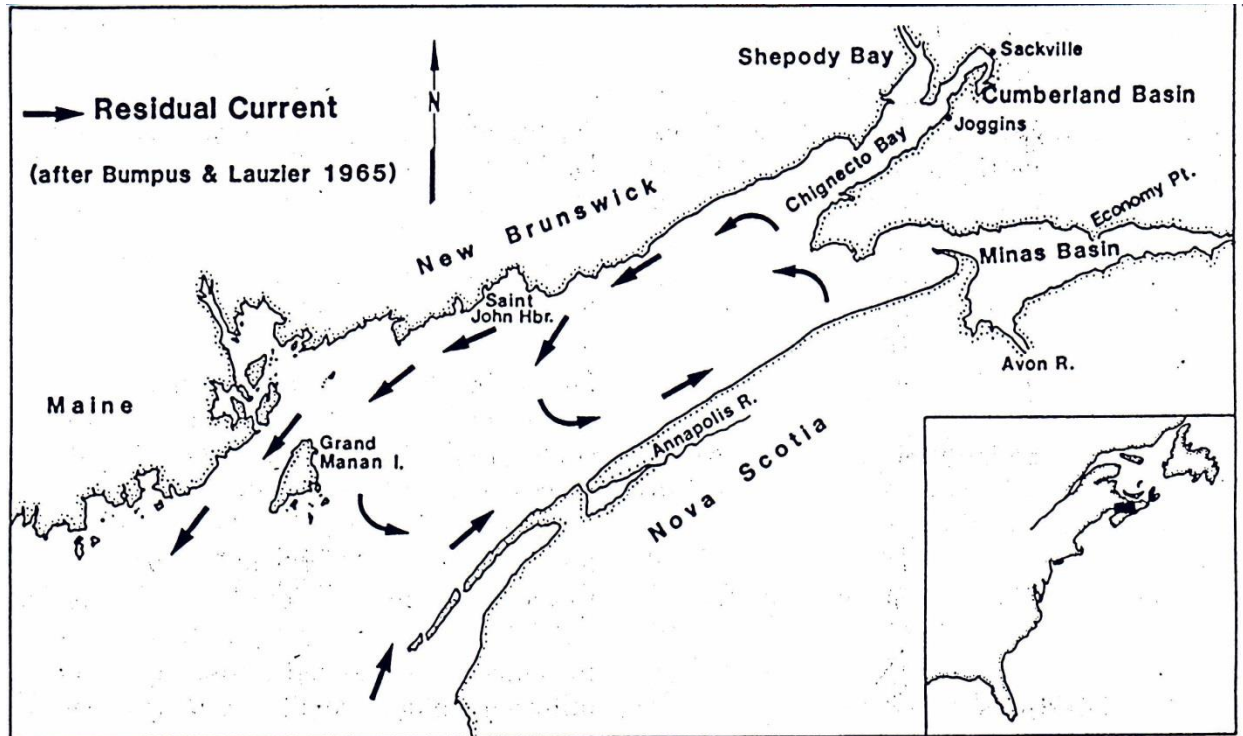 Shepody Bay
Sackville
N
Residual Current
Cumberland Basin
Joggins
(after Bumpus & Lauzier 1965)
Chignecto Bay
New Brunswick
Economy Pt.
Minas Basin
Saint
John Hbr.
Avon R.
Maine
Annapolis R.
Grand
Manan I.
Nova Scotia